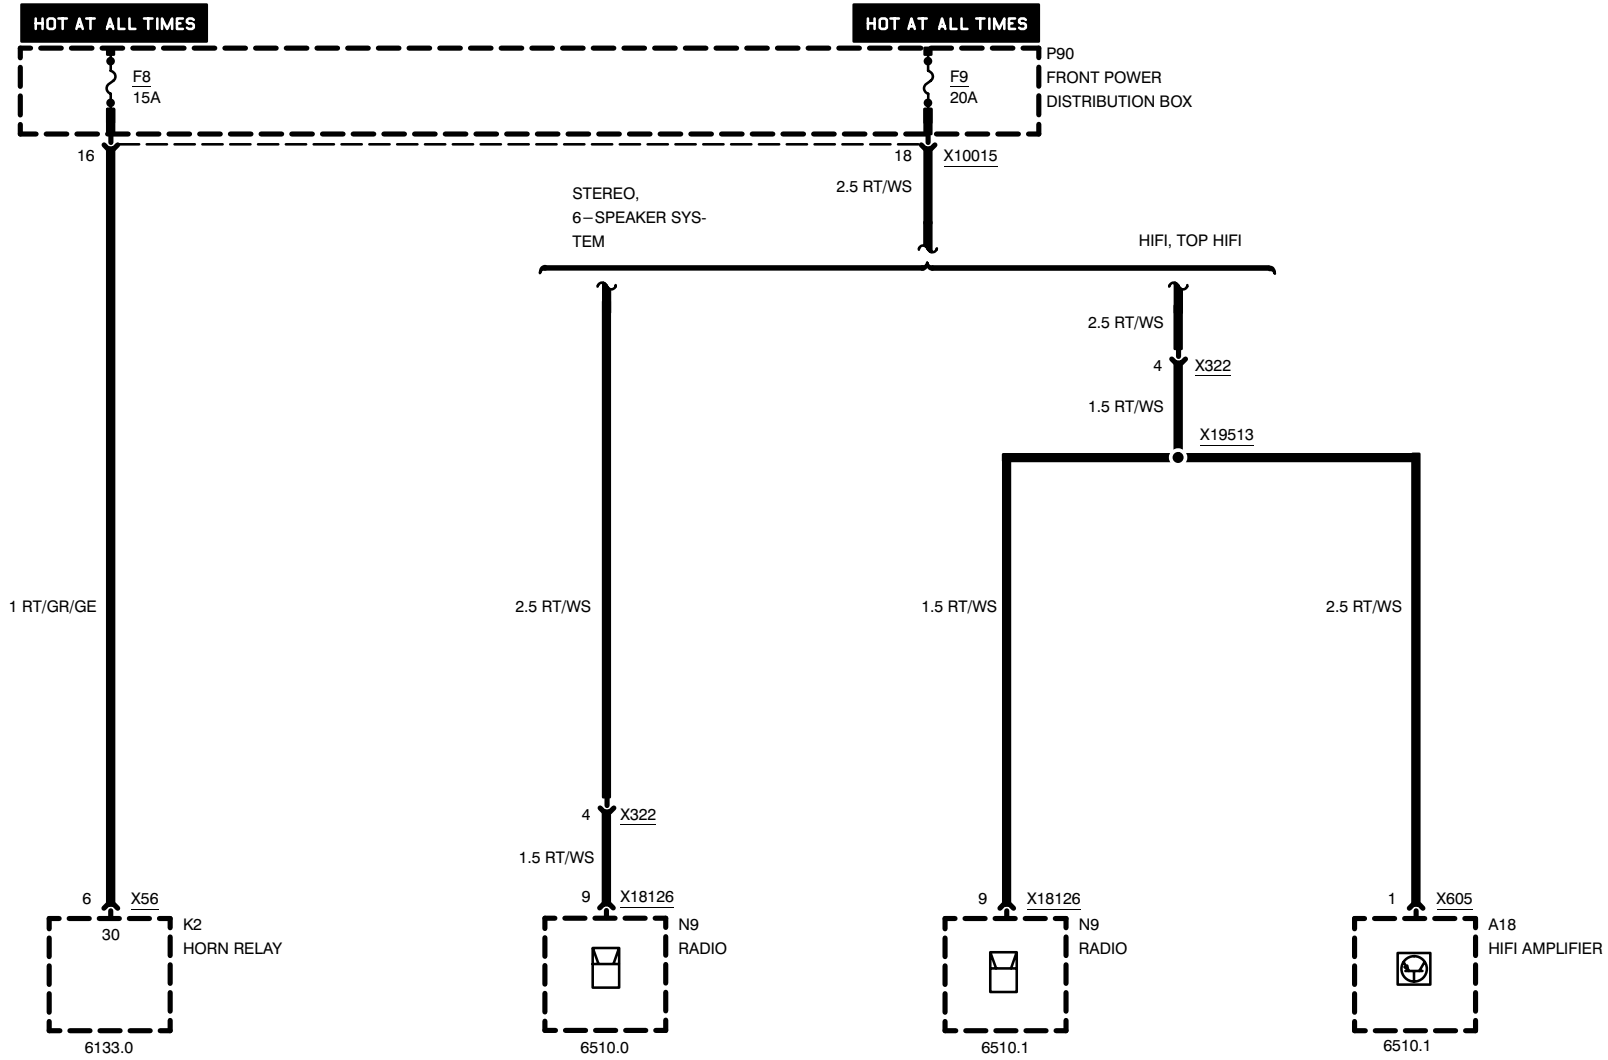 HOT AT ALL TIMES
HOT AT ALL TIMES
F8
15A
F9
20A
P90
FRONT POWER
DISTRIBUTION BOX
16
18
X10015
2.5 RT/WS
STEREO,
6-SPEAKER SYS-
TEM
HIFI, TOP HIFI
2.5 RT/WS
4
X322
1.5 RT/WS
X19513
1 RT/GR/GE
2.5 RT/WS
1.5 RT/WS
2.5 RT/WS
4
X322
1.5 RT/WS
6
X56
9
X18126
9
X18126
1
X605
30
K2
HORN RELAY
N9
RADIO
N9
RADIO
A18
HIFI AMPLIFIER
6133.0
6510.0
6510.1
6510.1